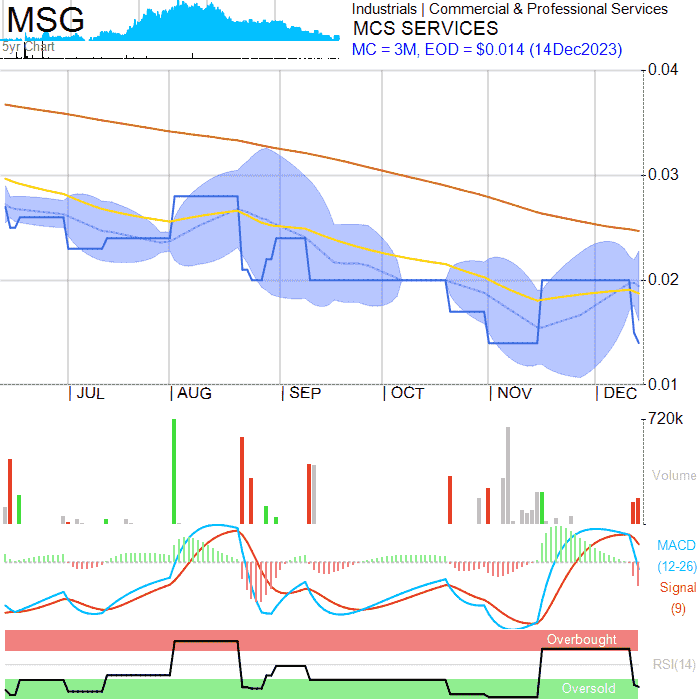 MSG
5yr Chart
Industrials | Commercial & Professional Services
MCS SERVICES
MC = 3M, EOD = $0.014 (14Dec2023)
0.04
0.03
0.02
0.01
JUL
AUG
SEP
OCT
NOV
DEC
720k
Volume
MACD
(12-26)
Signal
(9)
Overbought
RSI(14)
Oversold